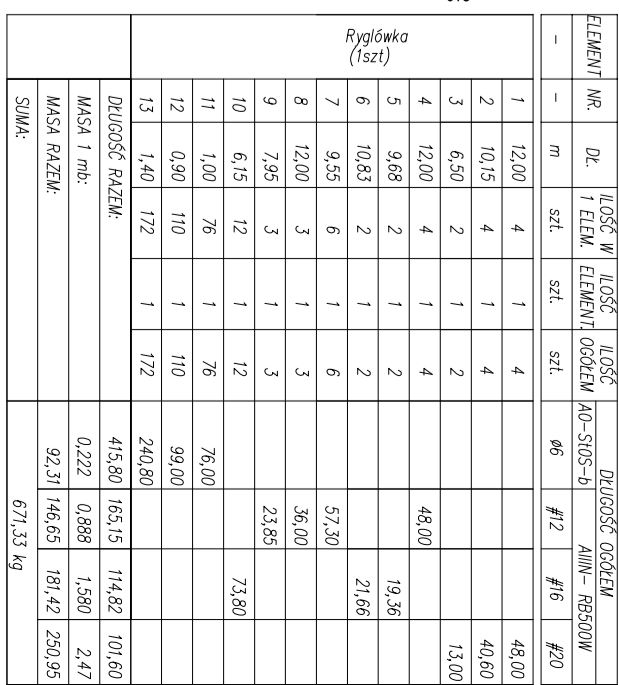 ELEMENT NR. DŁ. ILOŚĆ W 1 ELEM. ILOŚĆ ELEMENT. ILOŚĆ OGÓŁEM DŁUGOŚĆ OGÓŁEM
A0-St0S-b AIIIN- RB500W
- - m szt. szt. szt. ø6 #12 #16 #20
Ryglówka
(1szt)
1 12,00 4 1 4 48,00
2 10,15 4 1 4 40,60
3 6,50 2 1 2 13,00
4 12,00 4 1 4 48,00
5 9,68 2 1 2 19,36
6 10,83 2 1 2 21,66
7 9,55 6 1 6 57,30
8 12,00 3 1 3 36,00
9 7,95 3 1 3 23,85
10 6,15 12 1 12 73,80
11 1,00 76 1 76 76,00
12 0,90 110 1 110 99,00
13 1,40 172 1 172 240,80
DŁUGOŚĆ RAZEM: 415,80 165,15 114,82 101,60
MASA 1 mb: 0,222 0,888 1,580 2,47
MASA RAZEM: 92,31 146,65 181,42 250,95
SUMA: 671,33 kg